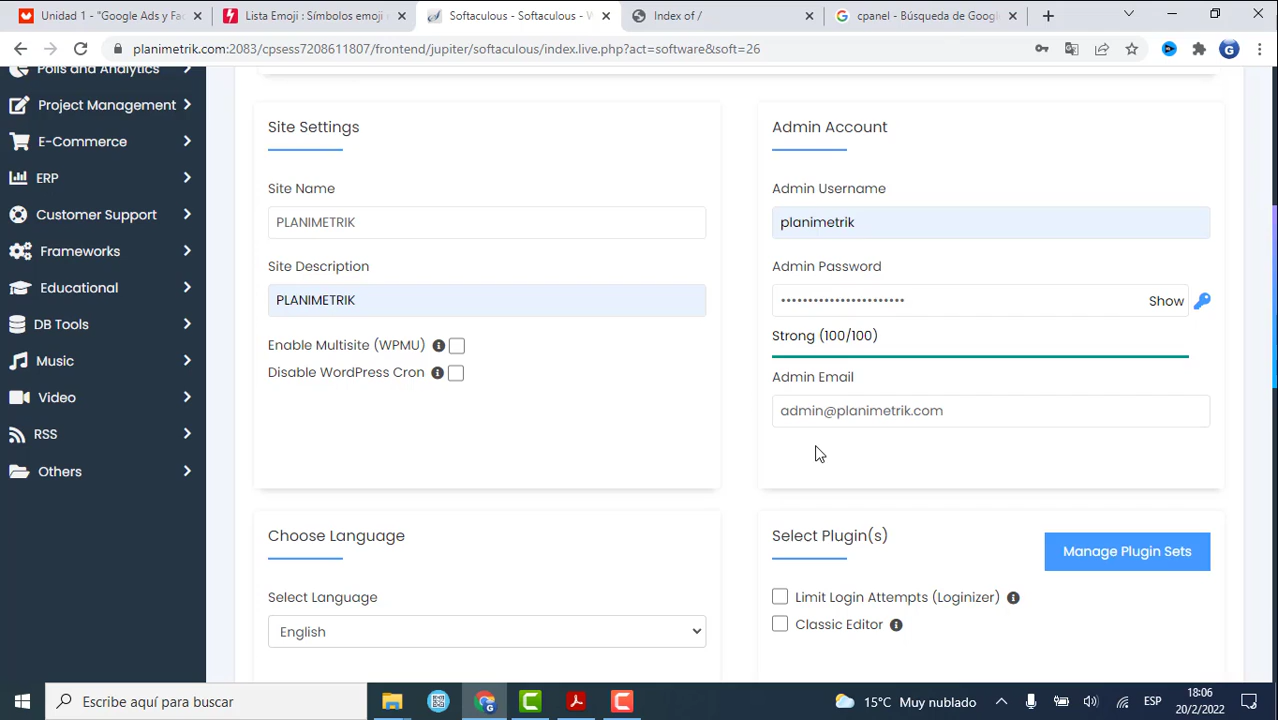 Unidad 1 - "Google Ads y Fac
Lista Emoji : Símbolos emoji
Softaculous - Softaculous - W
Index of /
cpanel - Búsqueda de Google
planimetrik.com:2083/cpsess7208611807/frontend/jupiter/softaculous/index.live.php?act=software&soft=26
Polls and Analytics
Project Management
E-Commerce
ERP
Customer Support
Frameworks
Educational
DB Tools
Music
Video
RSS
Others
Site Settings
Site Name
PLANIMETRIK
Site Description
PLANIMETRIK
Enable Multisite (WPMU)
Disable WordPress Cron
Admin Account
Admin Username
planimetrik
Admin Password
Show
Strong (100/100)
Admin Email
admin@planimetrik.com
Choose Language
Select Language
English
Select Plugin(s)
Manage Plugin Sets
Limit Login Attempts (Loginizer)
Classic Editor
Escribe aquí para buscar
15°C Muy nublado
ESP
18:06
20/2/2022